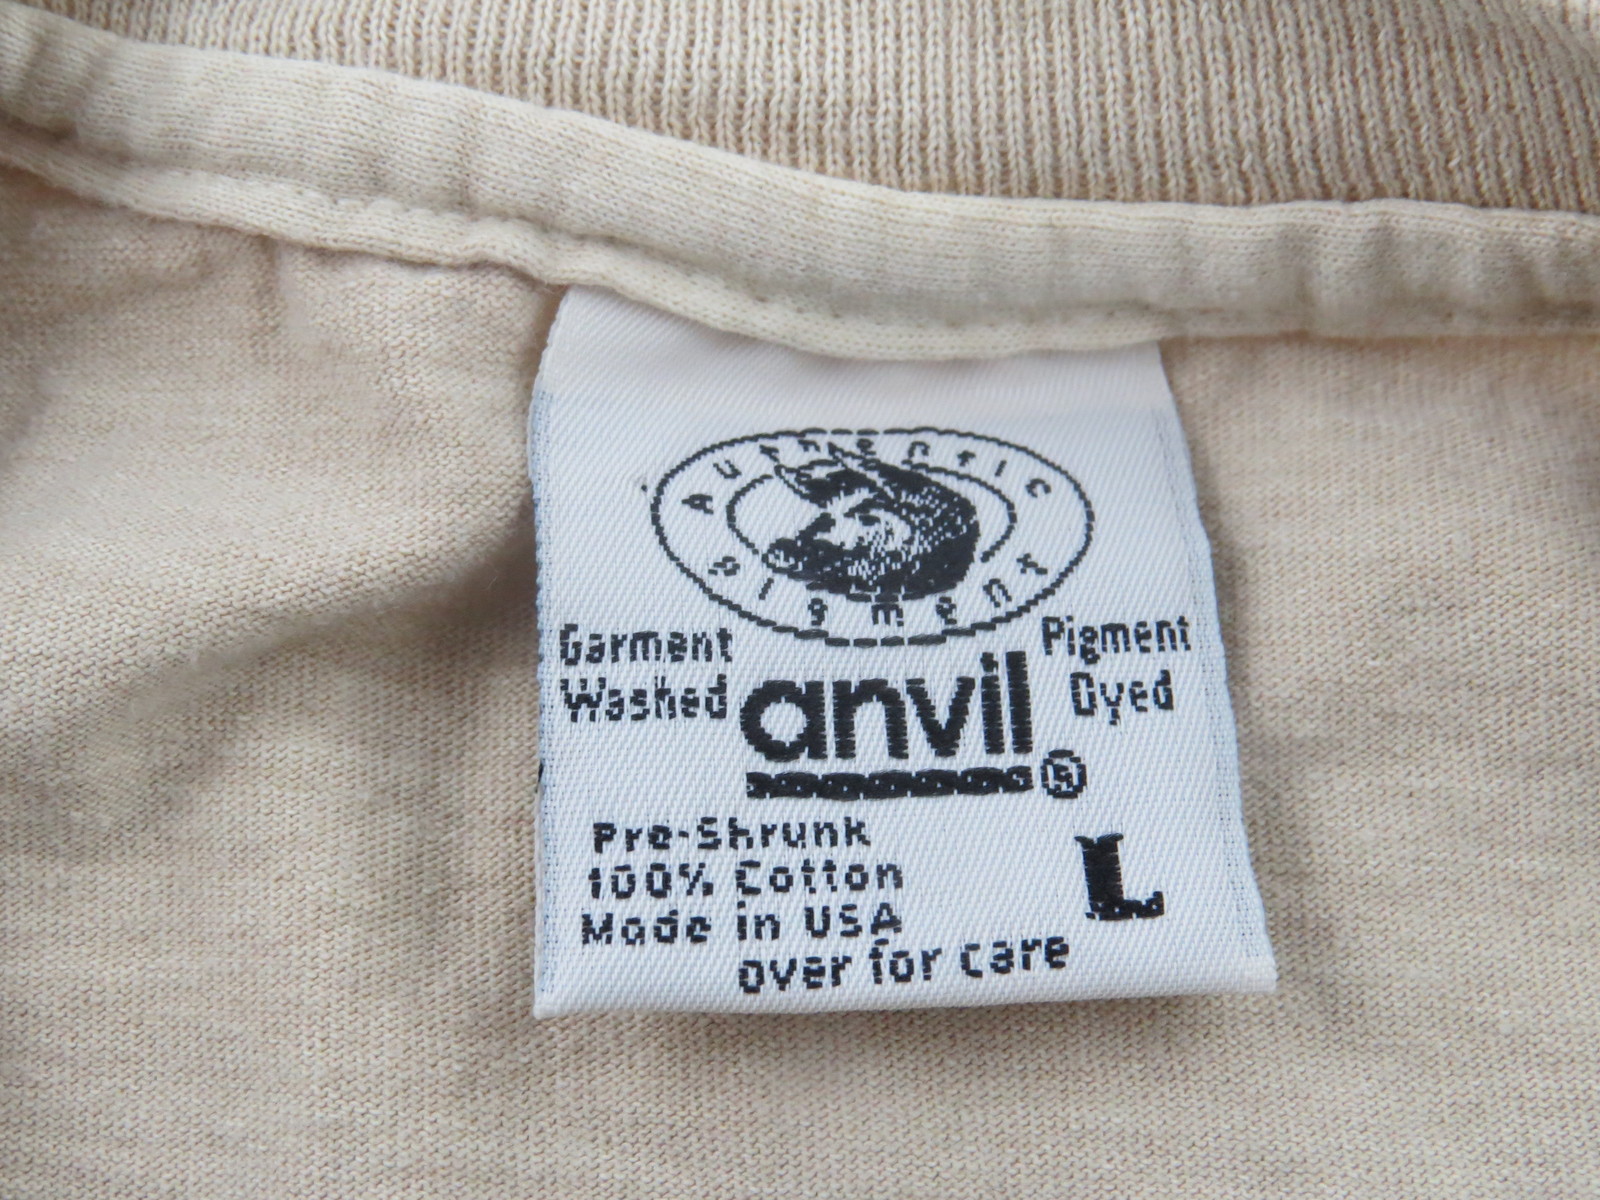 Authentic
Pigment
Garment
Washed
Pigment
Dyed
anvil®
Pre-Shrunk
100% Cotton
Made in USA
over for care
L